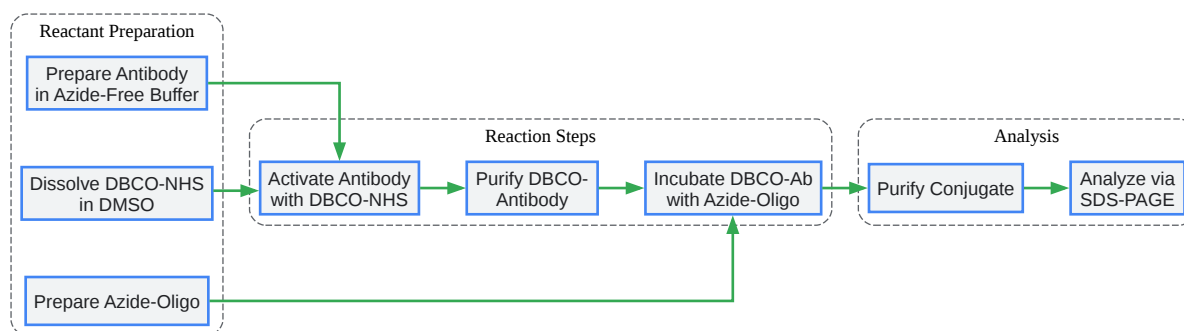 Reactant Preparation
Prepare Antibody
in Azide-Free Buffer
Dissolve DBCO-NHS
in DMSO
Prepare Azide-Oligo
Reaction Steps
Activate Antibody
with DBCO-NHS
Purify DBCO-
Antibody
Incubate DBCO-Ab
with Azide-Oligo
Analysis
Purify Conjugate
Analyze via
SDS-PAGE